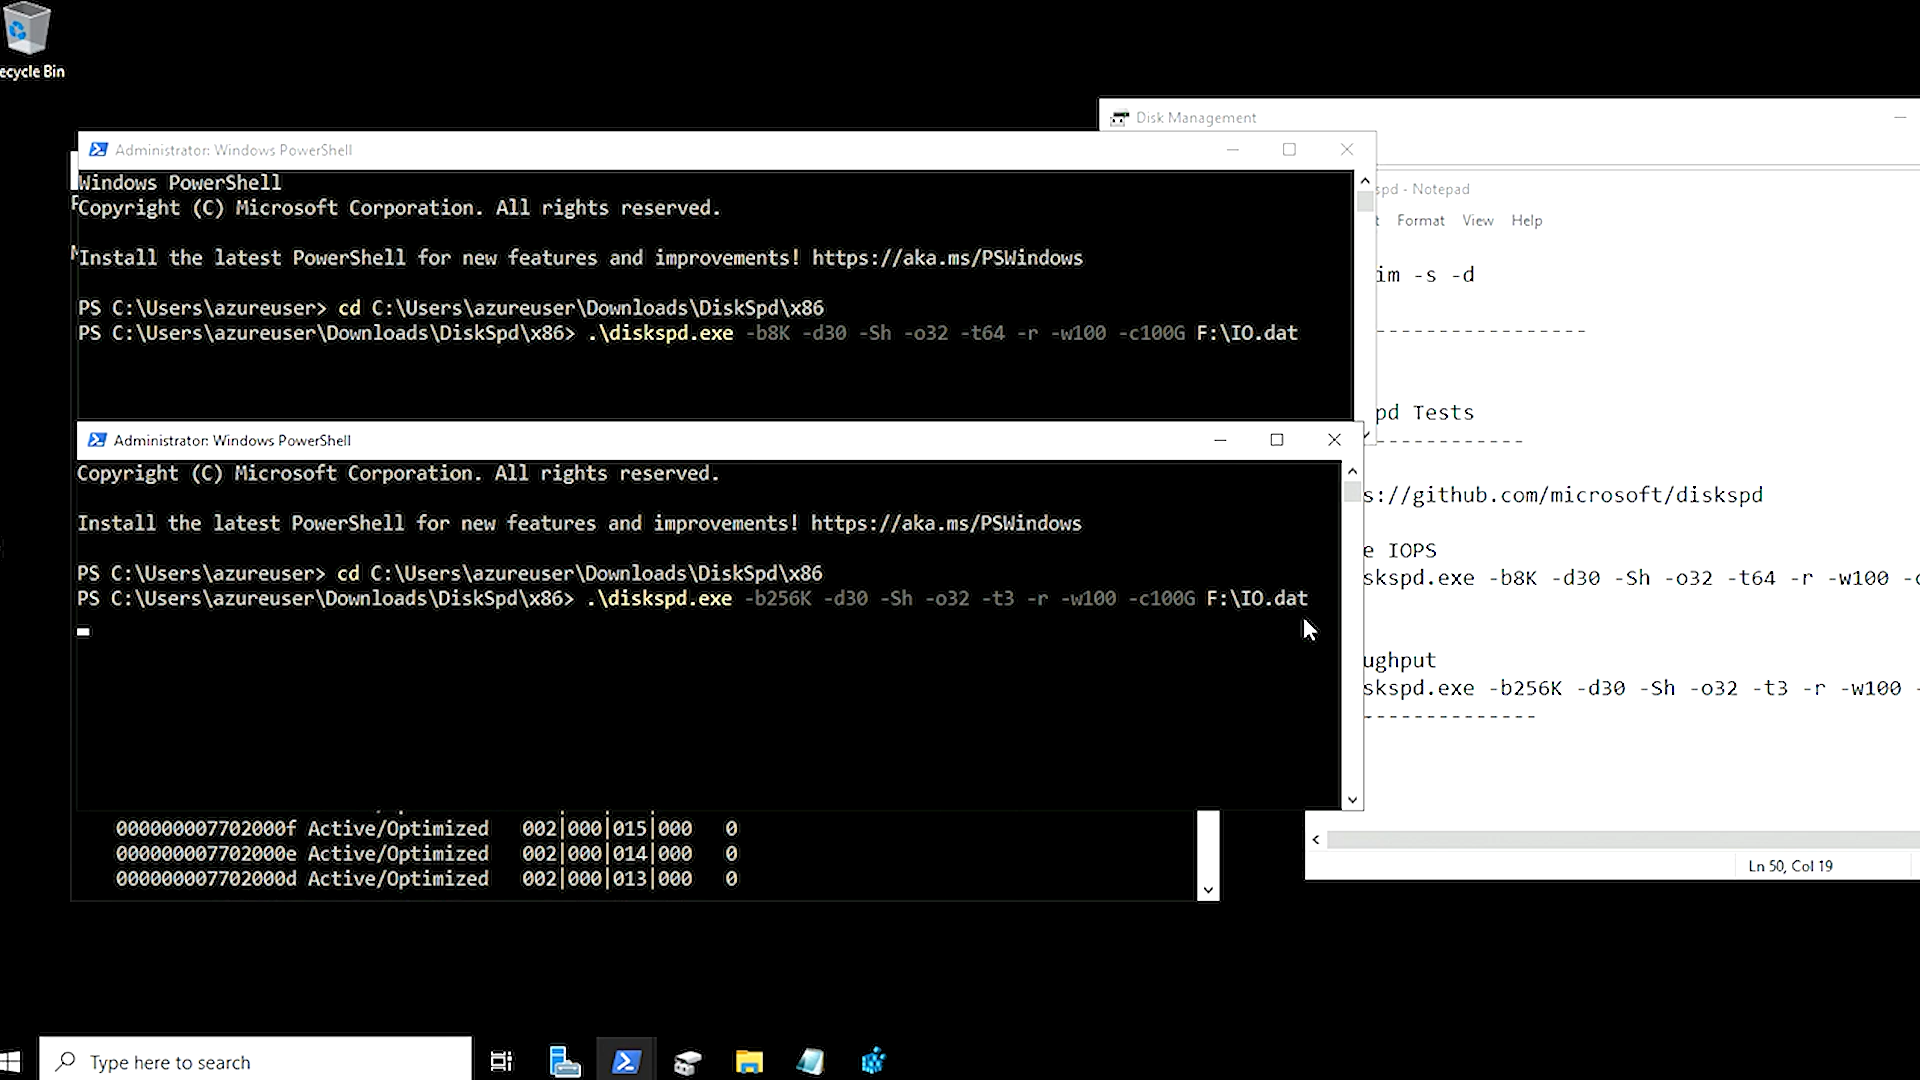 ecycle Bin
Disk Management
Administrator: Windows PowerShell
Windows PowerShell
Copyright (C) Microsoft Corporation. All rights reserved.
Install the latest PowerShell for new features and improvements! https://aka.ms/PSWindows
PS C:\Users\azureuser> cd C:\Users\azureuser\Downloads\DiskSpd\x86
PS C:\Users\azureuser\Downloads\DiskSpd\x86> .\diskspd.exe -b8K -d30 -Sh -o32 -t64 -r -w100 -c100G F:\IO.dat
Administrator: Windows PowerShell
Copyright (C) Microsoft Corporation. All rights reserved.
Install the latest PowerShell for new features and improvements! https://aka.ms/PSWindows
PS C:\Users\azureuser> cd C:\Users\azureuser\Downloads\DiskSpd\x86
PS C:\Users\azureuser\Downloads\DiskSpd\x86> .\diskspd.exe -b256K -d30 -Sh -o32 -t3 -r -w100 -c100G F:\IO.dat
000000007702000f Active/Optimized 002|000|015|000 0
000000007702000e Active/Optimized 002|000|014|000 0
000000007702000d Active/Optimized 002|000|013|000 0
spd - Notepad
t Format View Help
im -s -d
-----------------
pd Tests
------------
s://github.com/microsoft/diskspd
e IOPS
skspd.exe -b8K -d30 -Sh -o32 -t64 -r -w100 -c
ughput
skspd.exe -b256K -d30 -Sh -o32 -t3 -r -w100 -
-------------
Ln 50, Col 19
Type here to search